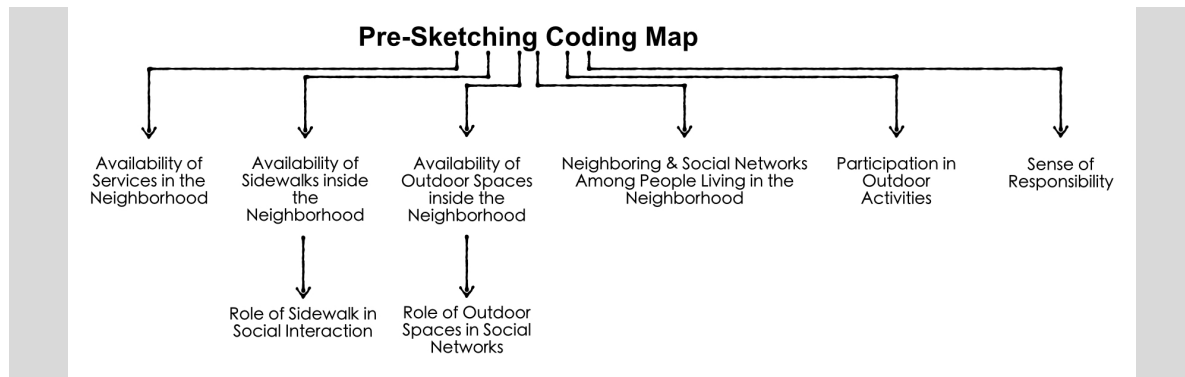 Pre-Sketching Coding Map
Availability of
Services in the
Neighborhood
Availability of
Sidewalks inside
the
Neighborhood
Availability of
Outdoor Spaces
inside the
Neighborhood
Neighboring & Social Networks
Among People Living in the
Neighborhood
Participation in
Outdoor
Activities
Sense of
Responsibility
Role of Sidewalk in
Social Interaction
Role of Outdoor
Spaces in Social
Networks